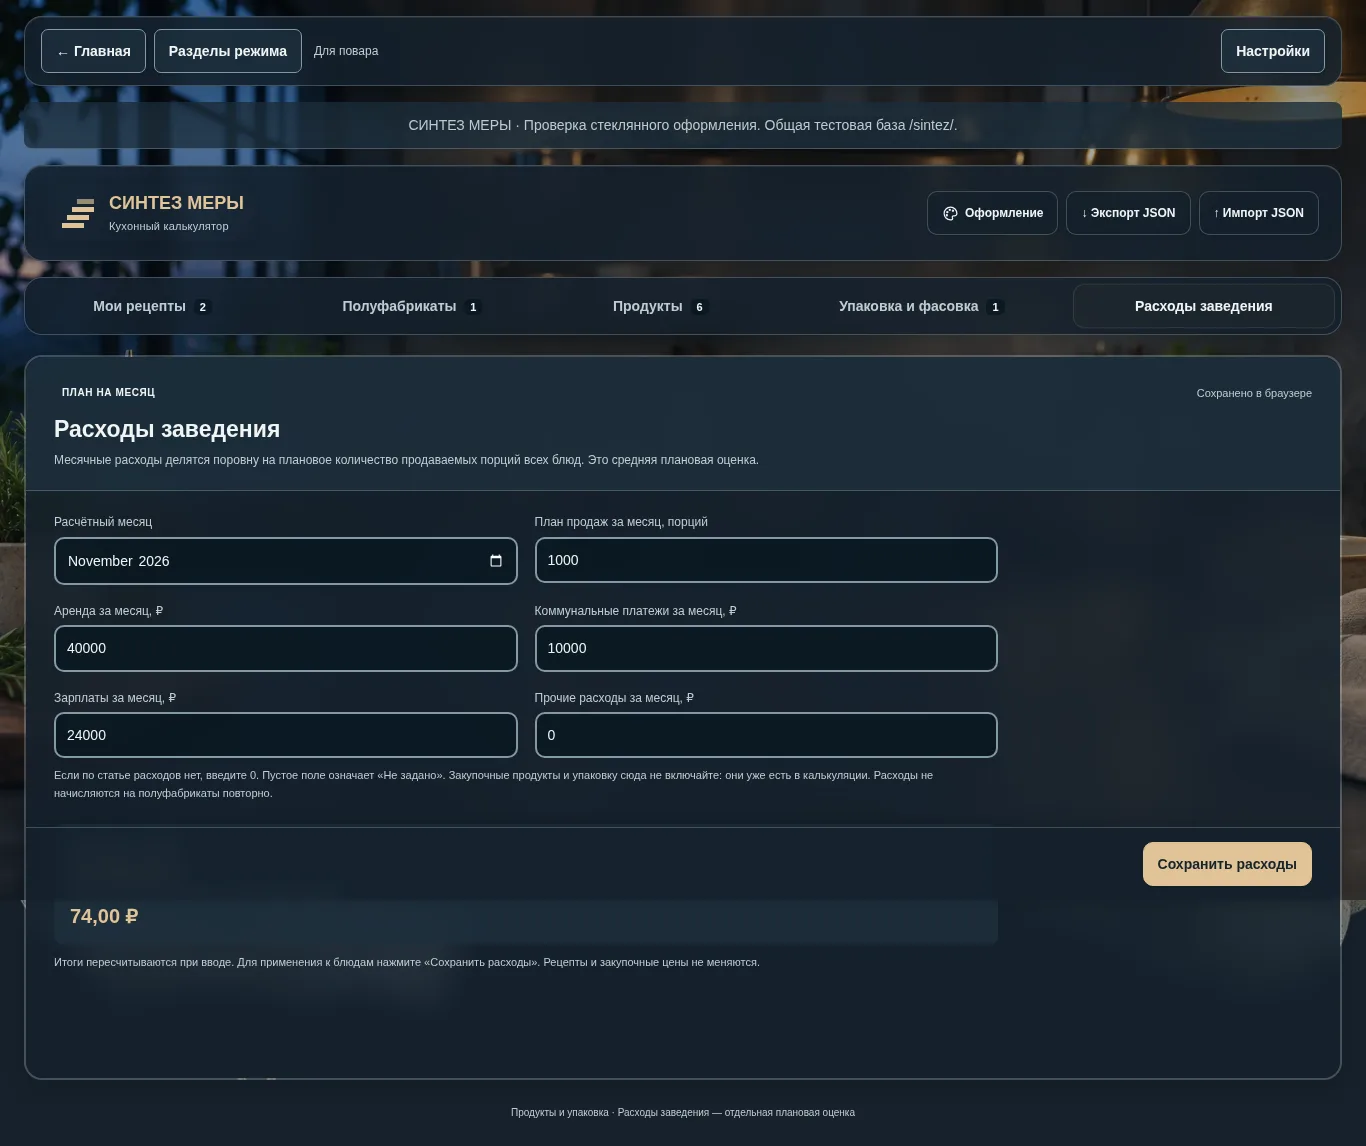 ← Главная
Разделы режима
Для повара
Настройки
СИНТЕЗ МЕРЫ · Проверка стеклянного оформления. Общая тестовая база /sintez/.
СИНТЕЗ МЕРЫ
Кухонный калькулятор
Оформление
↓ Экспорт JSON
↑ Импорт JSON
Мои рецепты 2
Полуфабрикаты 1
Продукты 6
Упаковка и фасовка 1
Расходы заведения
ПЛАН НА МЕСЯЦ
Сохранено в браузере
Расходы заведения
Месячные расходы делятся поровну на плановое количество продаваемых порций всех блюд. Это средняя плановая оценка.
Расчётный месяц
План продаж за месяц, порций
November 2026
1000
Аренда за месяц, ₽
Коммунальные платежи за месяц, ₽
40000
10000
Зарплаты за месяц, ₽
Прочие расходы за месяц, ₽
24000
0
Если по статье расходов нет, введите 0. Пустое поле означает «Не задано». Закупочные продукты и упаковку сюда не включайте: они уже есть в калькуляции. Расходы не
начисляются на полуфабрикаты повторно.
Сохранить расходы
74,00 ₽
Итоги пересчитываются при вводе. Для применения к блюдам нажмите «Сохранить расходы». Рецепты и закупочные цены не меняются.
Продукты и упаковка · Расходы заведения — отдельная плановая оценка